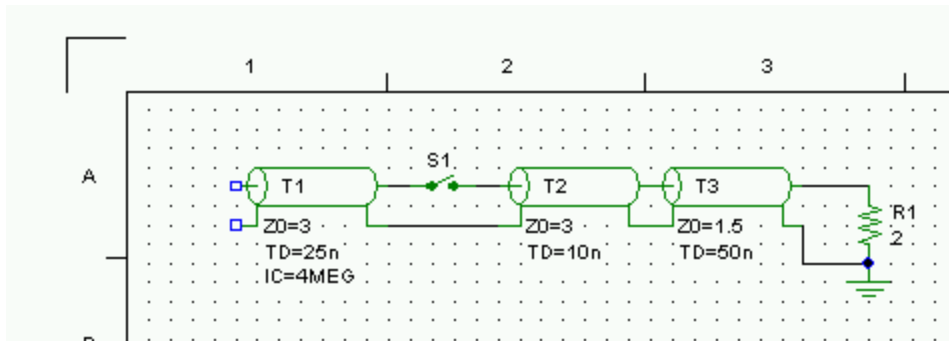 1 2 3
A
S1
T1 T2 T3
Z0=3 Z0=3 Z0=1.5 R1
TD=25n TD=10n TD=50n 2
IC=4MEG